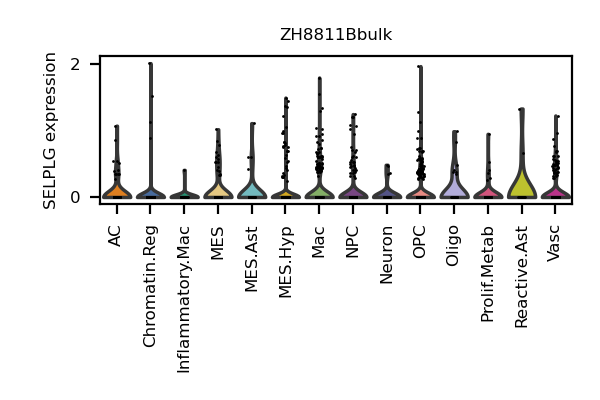 ZH8811Bbulk
SELPLG expression
2
0
AC
Chromatin.Reg
Inflammatory.Mac
MES
MES.Ast
MES.Hyp
Mac
NPC
Neuron
OPC
Oligo
Prolif.Metab
Reactive.Ast
Vasc